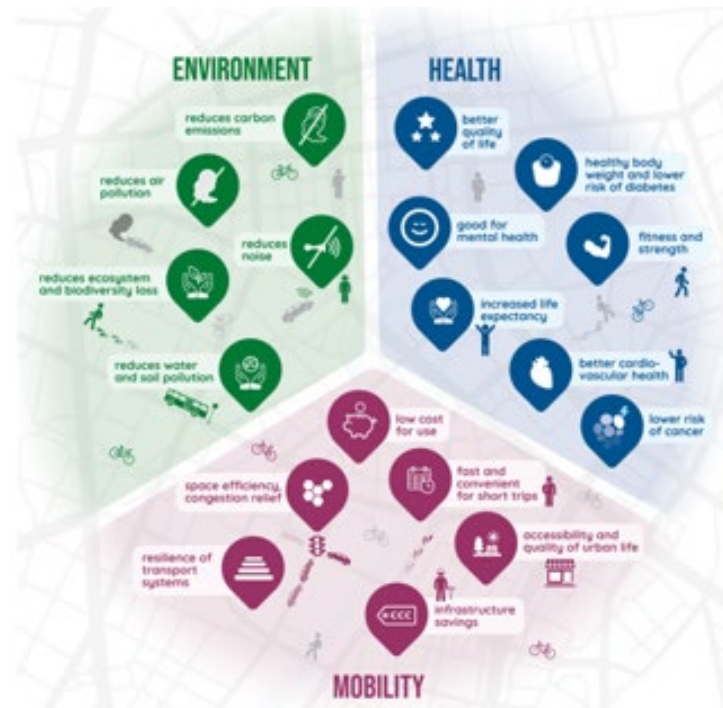 ENVIRONMENT
reduces carbon
emissions
reduces air
pollution
reduces
noise
reduces ecosystem
and biodiversity loss
reduces water
and soil pollution
HEALTH
better
quality
of life
healthy body
weight and lower
risk of diabetes
good for
mental health
fitness and
strength
increased life
expectancy
better cardio-
vascular health
lower risk
of cancer
low cost
for use
space efficiency,
congestion relief
fast and
convenient
for short trips
resilience of
transport
systems
accessibility and
quality of urban life
€€€
infrastructure
savings
MOBILITY